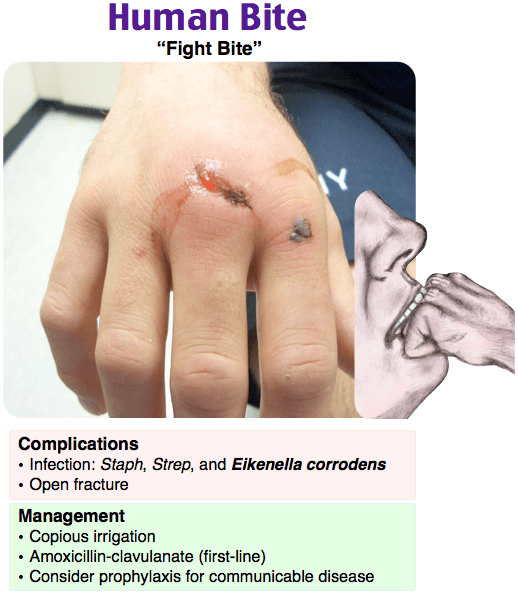 Human Bite
“Fight Bite”
MY
Complications
• Infection: Staph, Strep, and Eikenella corrodens
• Open fracture
Management
• Copious irrigation
• Amoxicillin-clavulanate (first-line)
• Consider prophylaxis for communicable disease